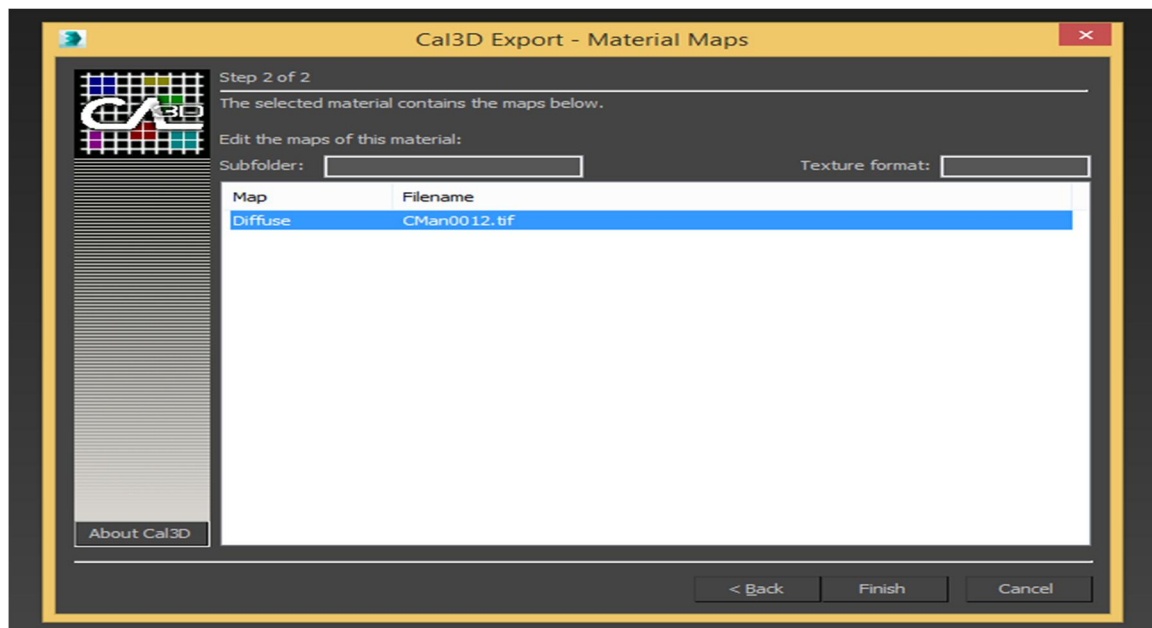 Cal3D Export - Material Maps
CAL3D
Step 2 of 2
The selected material contains the maps below.
Edit the maps of this material:
Subfolder: Texture format:
Map Filename
Diffuse CMan0012.tif
About Cal3D
< Back Finish Cancel